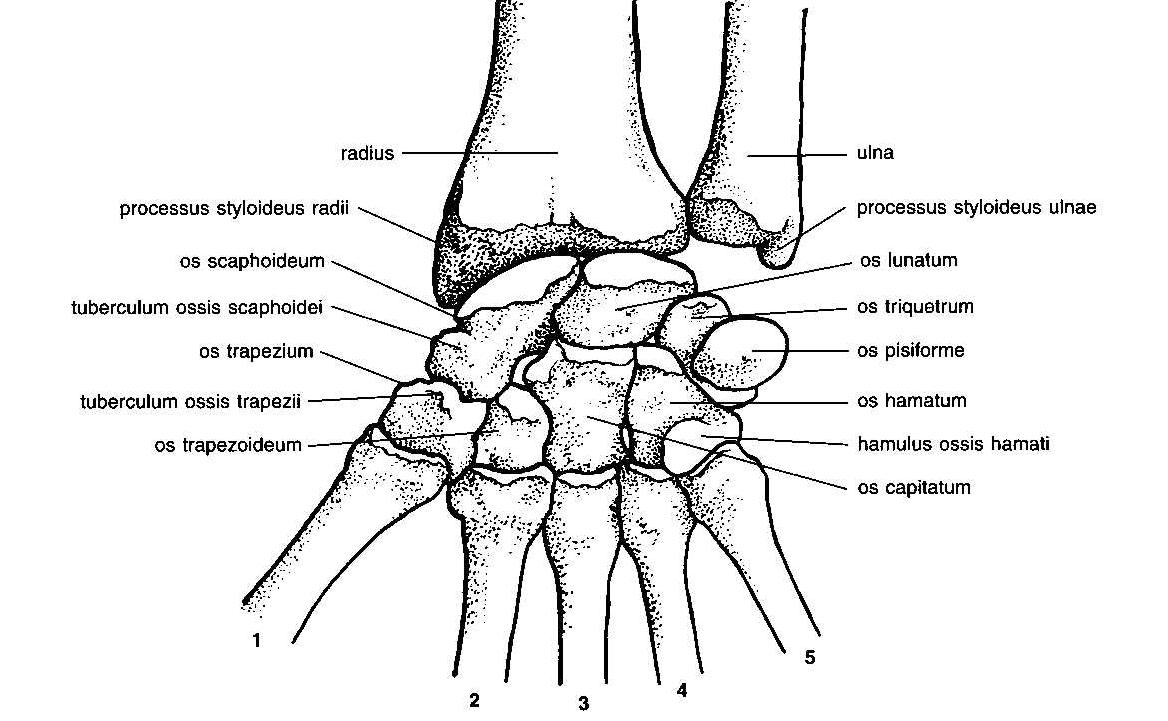 radius
ulna
processus styloideus radii
processus styloideus ulnae
os scaphoideum
os lunatum
tuberculum ossis scaphoidei
os triquetrum
os trapezium
os pisiforme
tuberculum ossis trapezii
os hamatum
os trapezoideum
hamulus ossis hamati
os capitatum
1
2
3
4
5